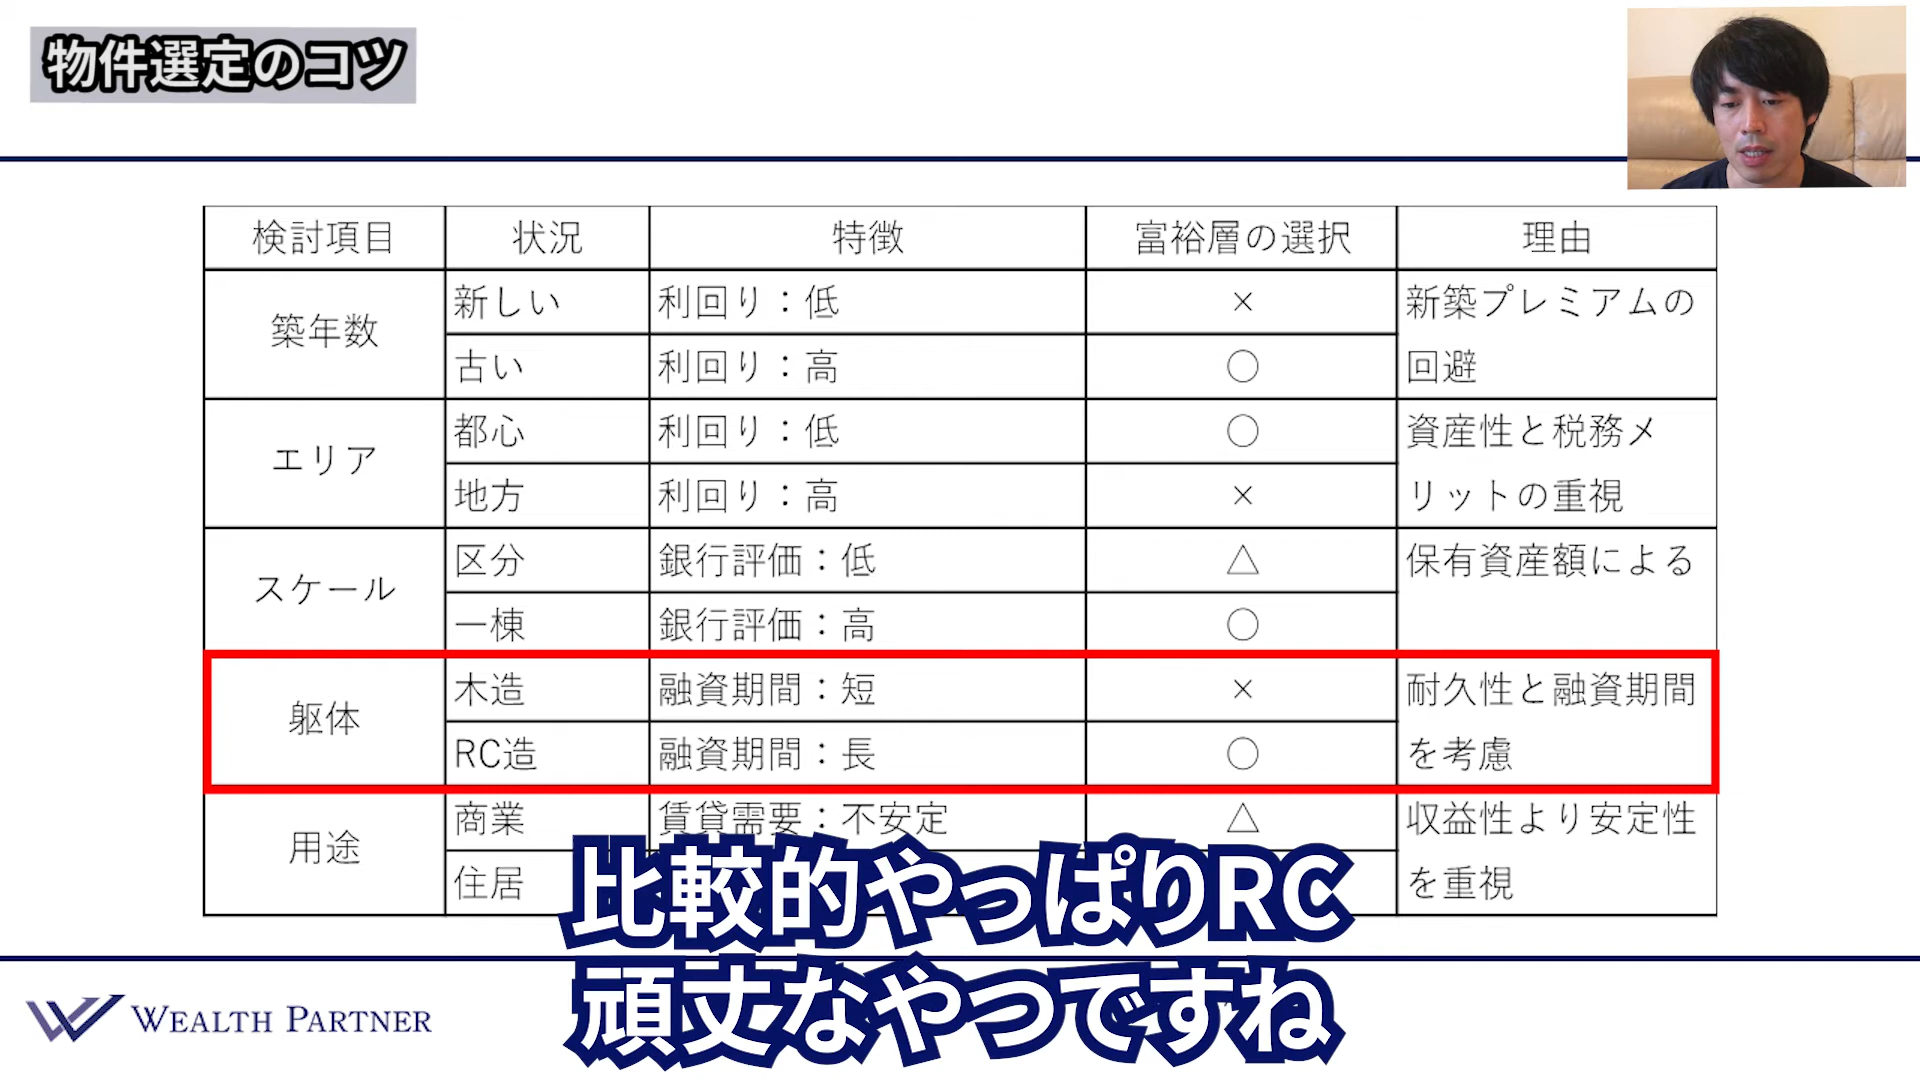 物件選定のコツ
検討項目 状況 特徴 富裕層の選択 理由
築年数 新しい 利回り：低 × 新築プレミアムの
古い 利回り：高 ○ 回避
エリア 都心 利回り：低 ○ 資産性と税務メ
地方 利回り：高 × リットの重視
スケール 区分 銀行評価：低 △ 保有資産額による
一棟 銀行評価：高 ○
躯体 木造 融資期間：短 × 耐久性と融資期間
RC造 融資期間：長 ○ を考慮
用途 商業 賃貸需要：不安定 △ 収益性より安定性
住居 を重視
比較的やっぱりRC
頑丈なやつですね
WEALTH PARTNER